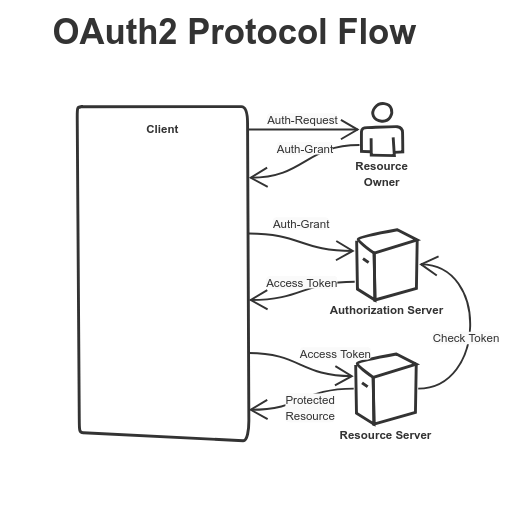 OAuth2 Protocol Flow
Client
Auth-Request
Auth-Grant
Resource
Owner
Auth-Grant
Access Token
Authorization Server
Check Token
Access Token
Protected
Resource
Resource Server